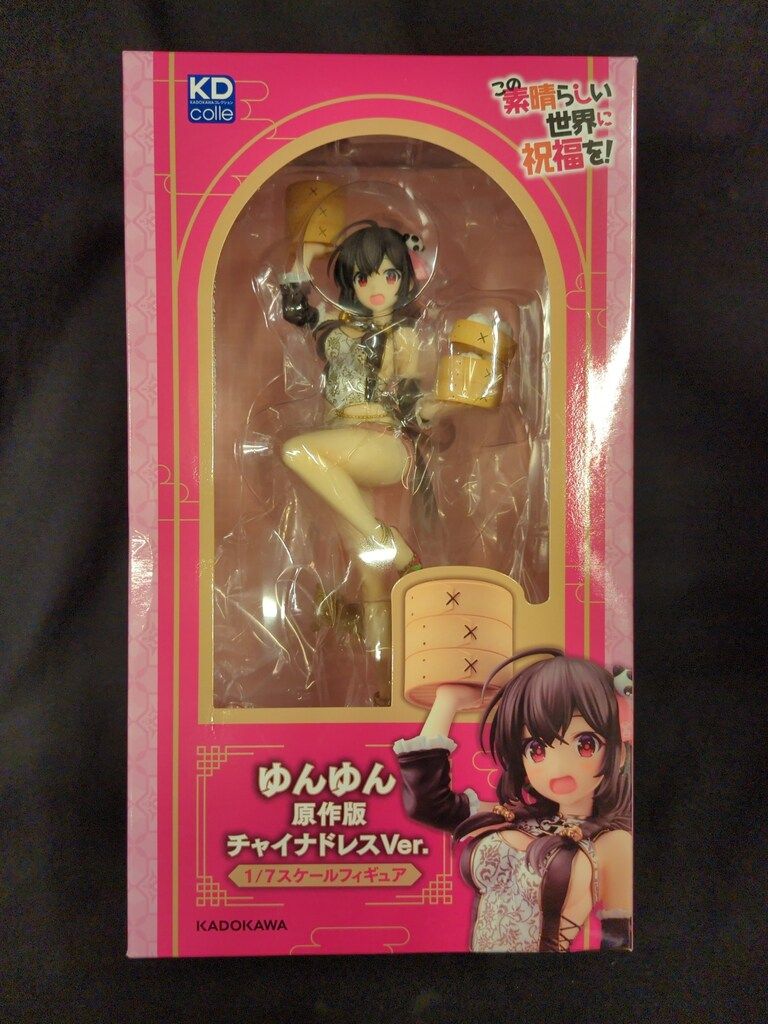 KD
KADOKAWAコレクション
colle
この
素晴らしい
世界に
祝福を!
ゆんゆん
原作版
チャイナドレスVer.
1/7スケールフィギュア
KADOKAWA